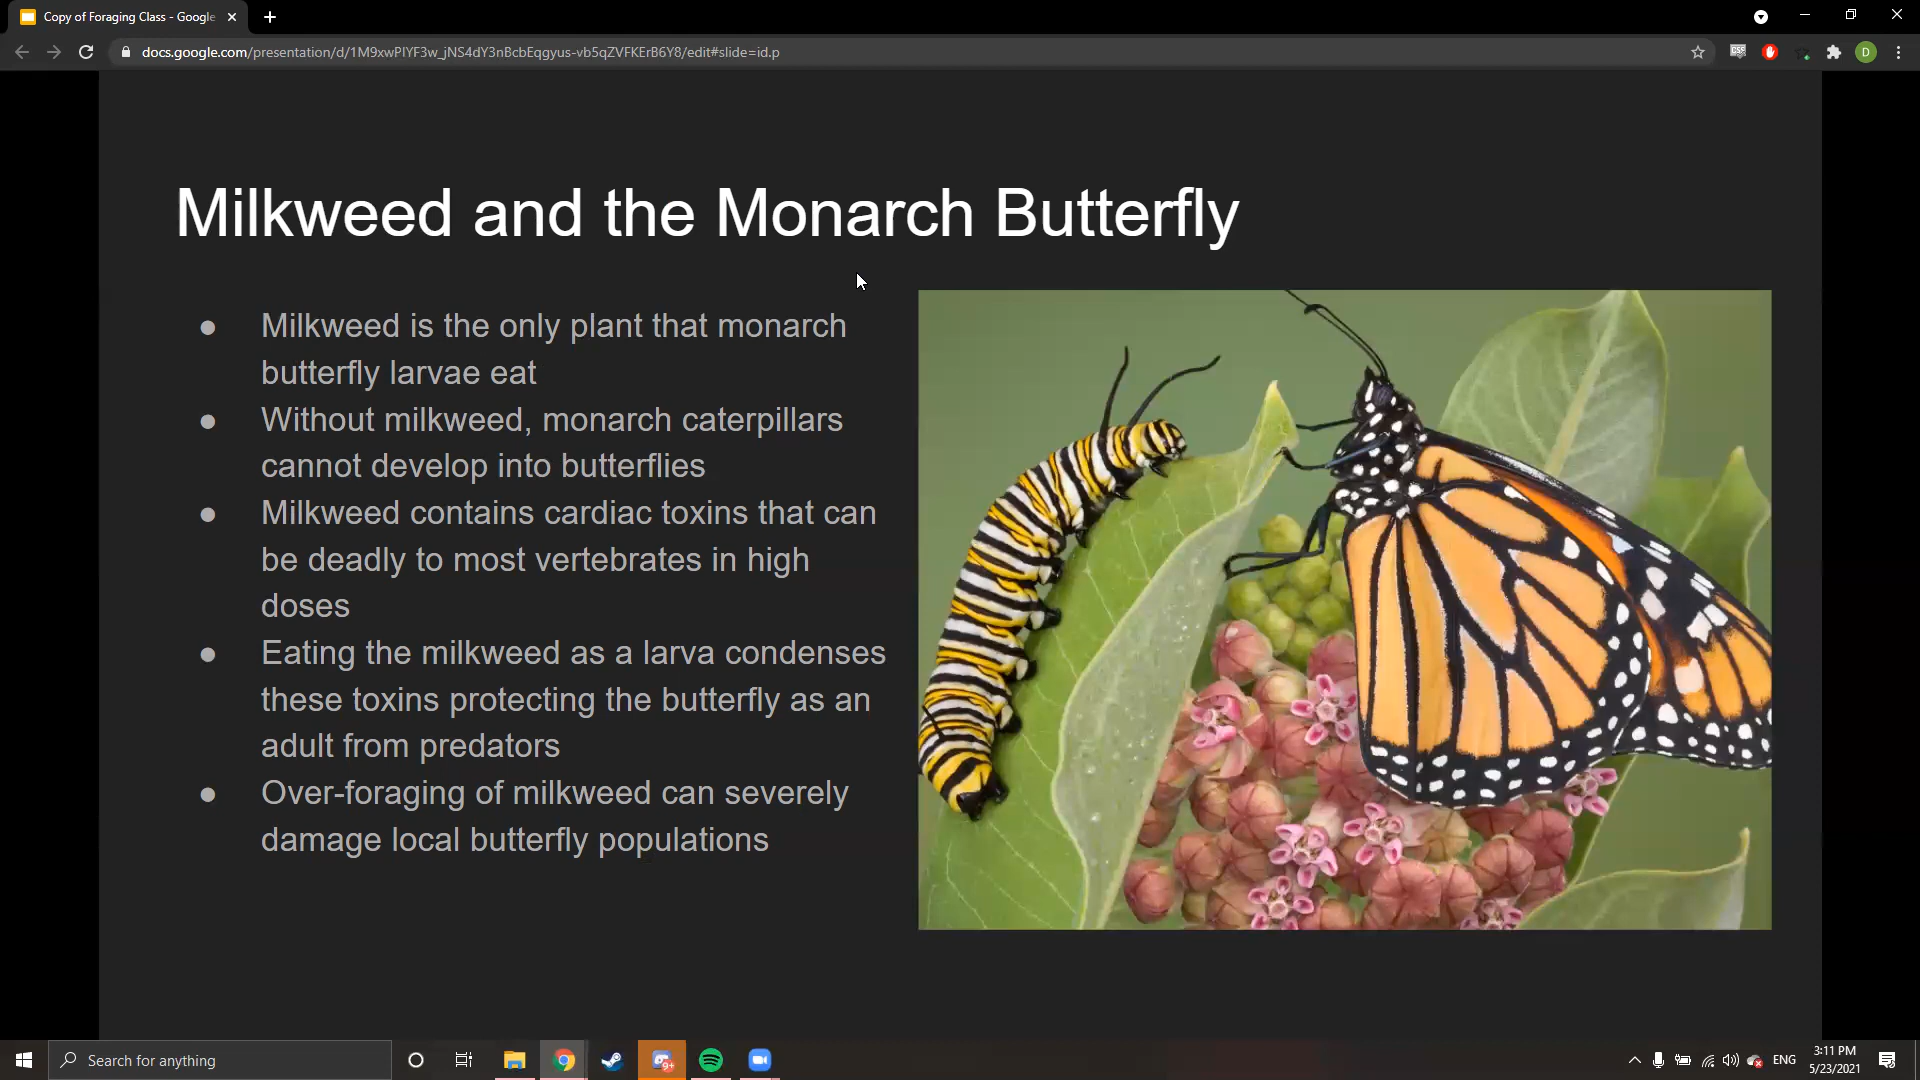 Copy of Foraging Class - Google
docs.google.com/presentation/d/1M9xwPIYF3w_jNS4dY3nBcbEqgyus-vb5qZVFKErB6Y8/edit#slide=id.p
D
Milkweed and the Monarch Butterfly
● Milkweed is the only plant that monarch
butterfly larvae eat
● Without milkweed, monarch caterpillars
cannot develop into butterflies
● Milkweed contains cardiac toxins that can
be deadly to most vertebrates in high
doses
● Eating the milkweed as a larva condenses
these toxins protecting the butterfly as an
adult from predators
● Over-foraging of milkweed can severely
damage local butterfly populations
Search for anything
9+
ENG
3:11 PM
5/23/2021